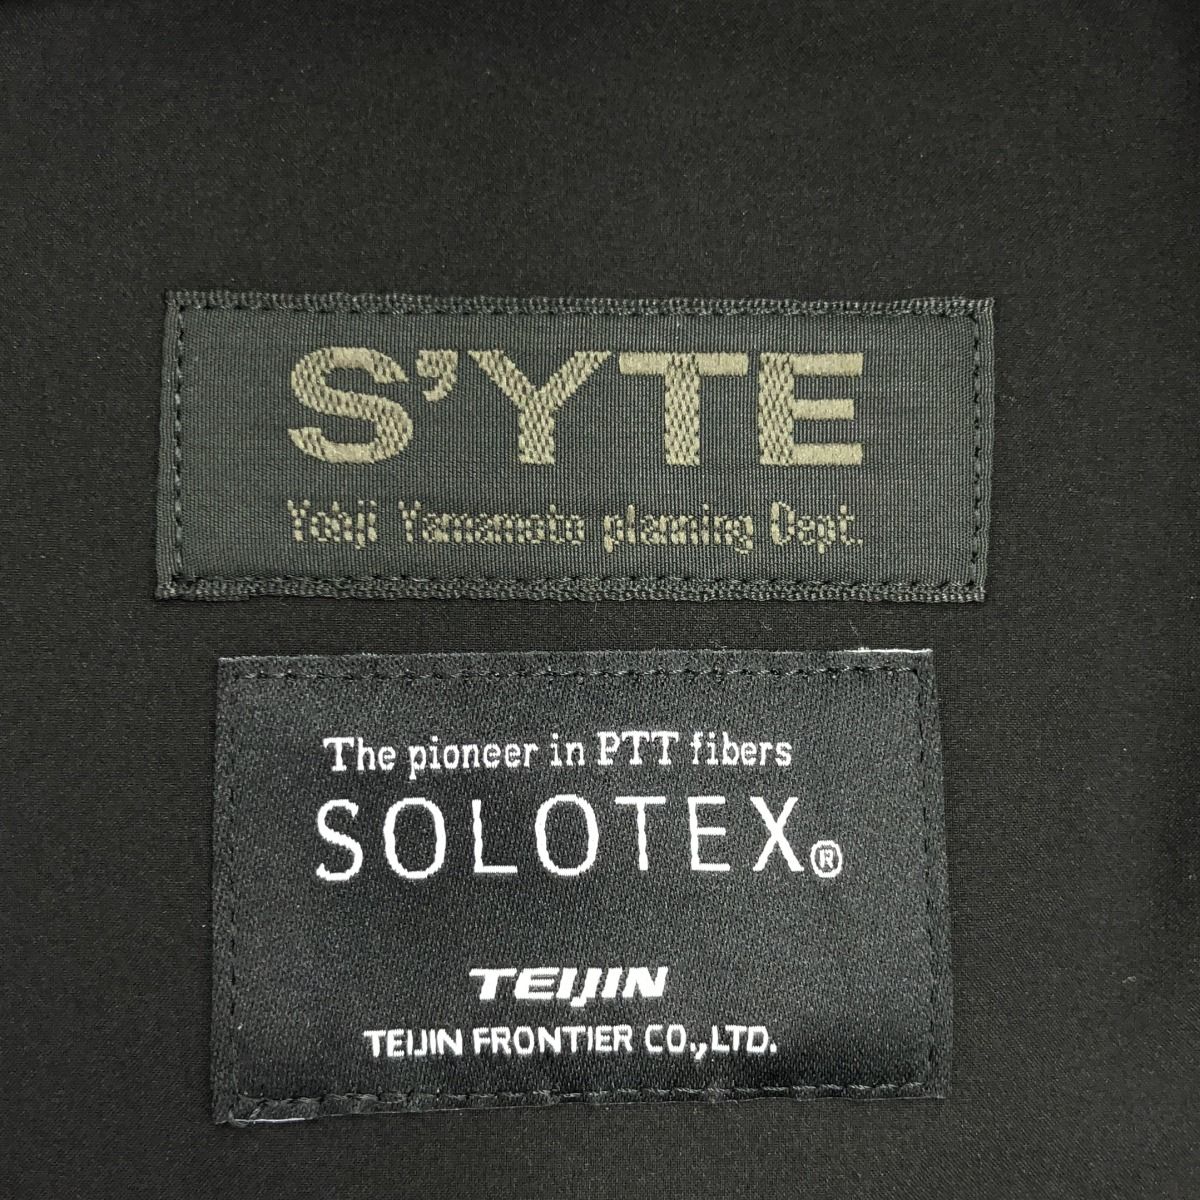 S'YTE
Yohji Yamamoto planning Dept.
The pioneer in PTT fibers
SOLOTEX®
TEIJIN
TEIJIN FRONTIER CO.,LTD.